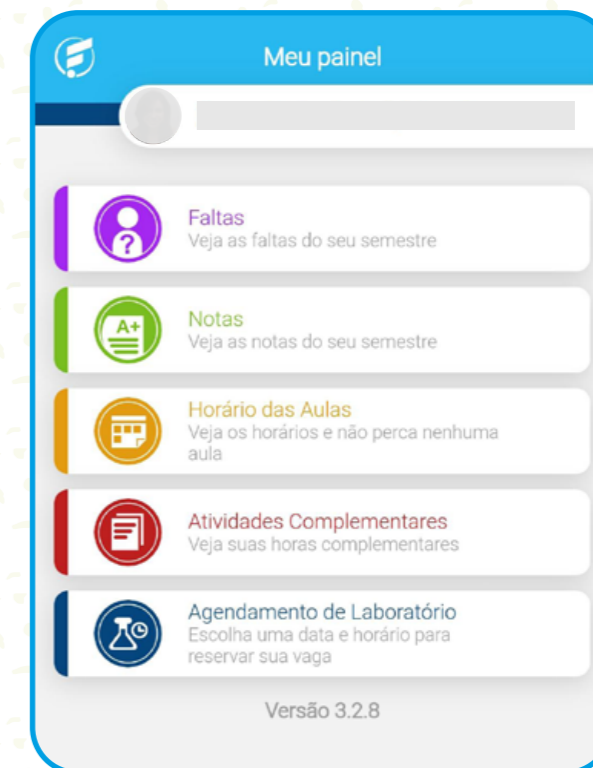 Meu painel
Faltas
Veja as faltas do seu semestre
A+
Notas
Veja as notas do seu semestre
Horário das Aulas
Veja os horários e não perca nenhuma
aula
Atividades Complementares
Veja suas horas complementares
Agendamento de Laboratório
Escolha uma data e horário para
reservar sua vaga
Versão 3.2.8